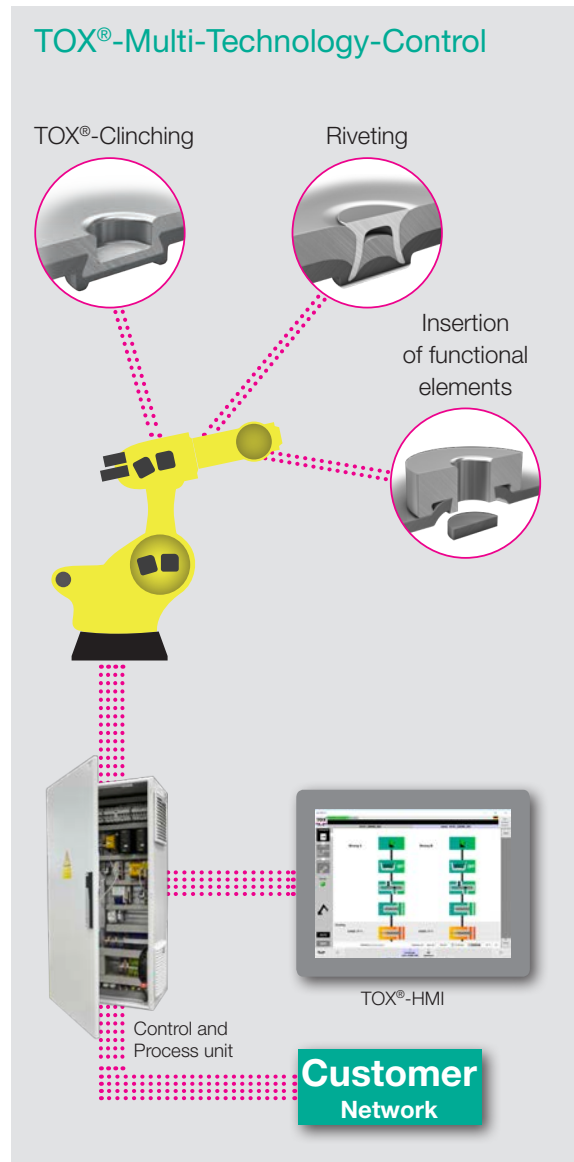 TOX®-Multi-Technology-Control
TOX®-Clinching
Riveting
Insertion
of functional
elements
TOX®-HMI
Control and
Process unit
Customer
Network